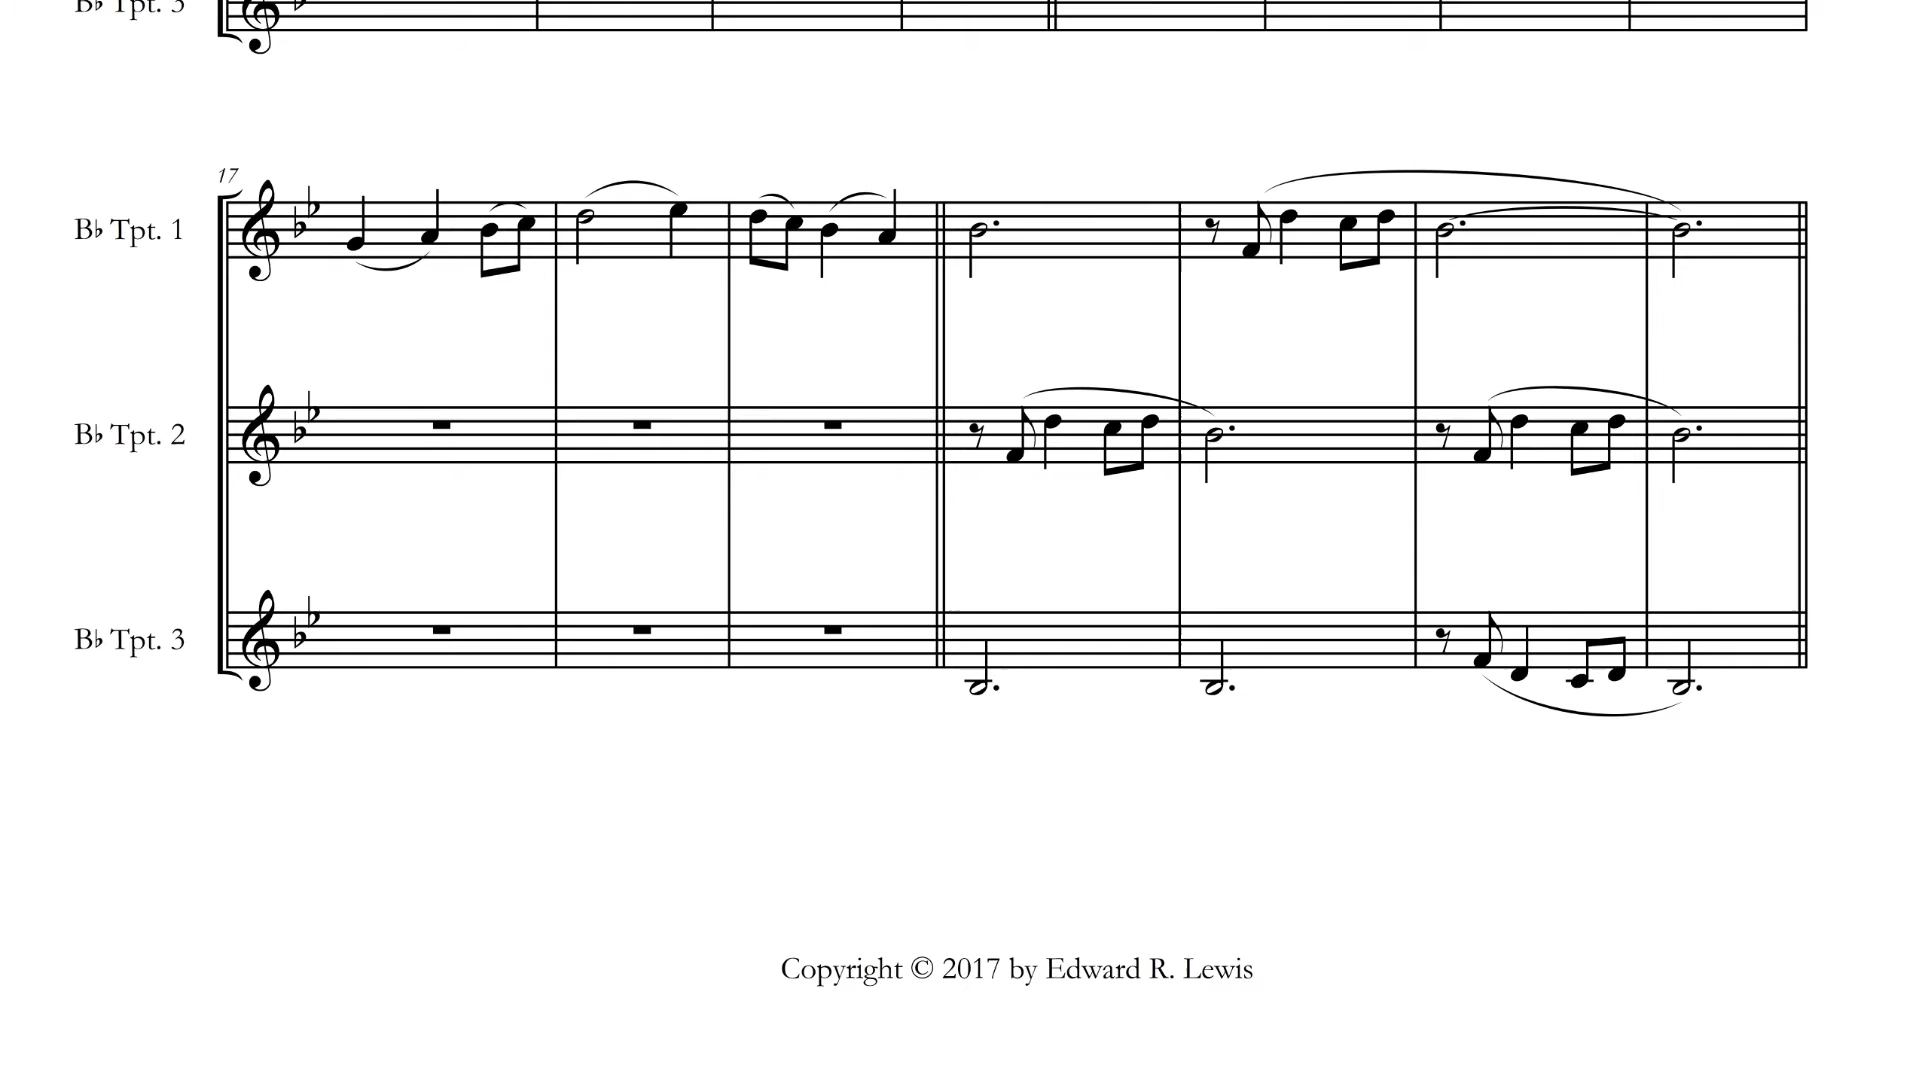 B♭ Tpt. 3
17
B♭ Tpt. 1
B♭ Tpt. 2
B♭ Tpt. 3
Copyright © 2017 by Edward R. Lewis